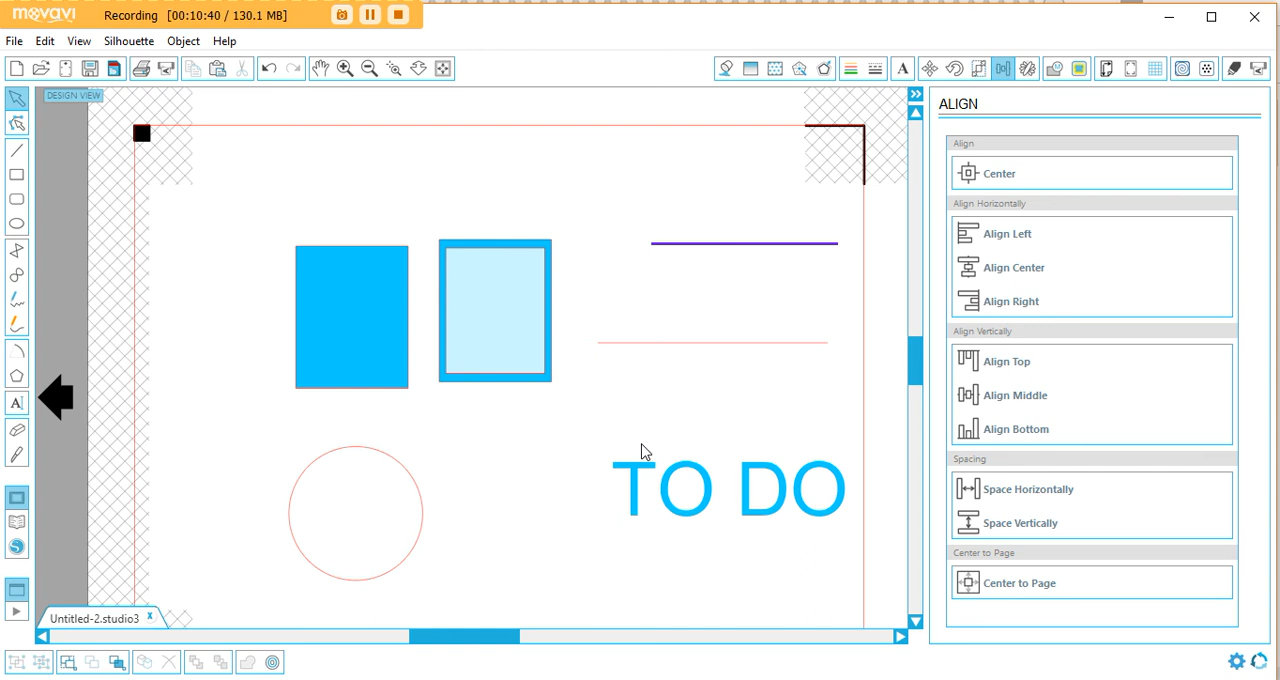 movavi Recording [00:10:40 / 130.1 MB]
File Edit View Silhouette Object Help
DESIGN VIEW
ALIGN
Align
Center
Align Horizontally
Align Left
Align Center
Align Right
Align Vertically
Align Top
Align Middle
Align Bottom
Spacing
Space Horizontally
Space Vertically
Center to Page
Center to Page
TO DO
Untitled-2.studio3 x